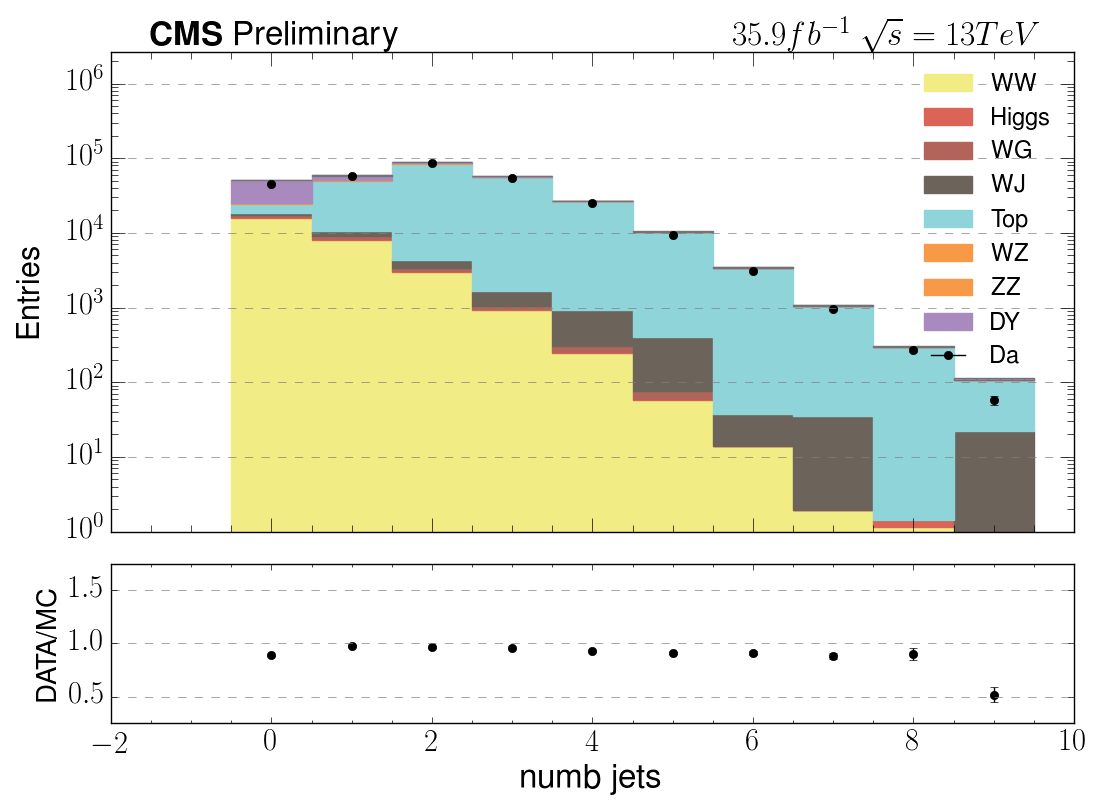 CMS Preliminary 35.9fb⁻¹ √s = 13TeV
10⁶
10⁵
10⁴
10³
10²
10¹
10⁰
Entries
WW
Higgs
WG
WJ
Top
WZ
ZZ
DY
Da
1.5
1.0
0.5
DATA/MC
−2 0 2 4 6 8 10
numb jets